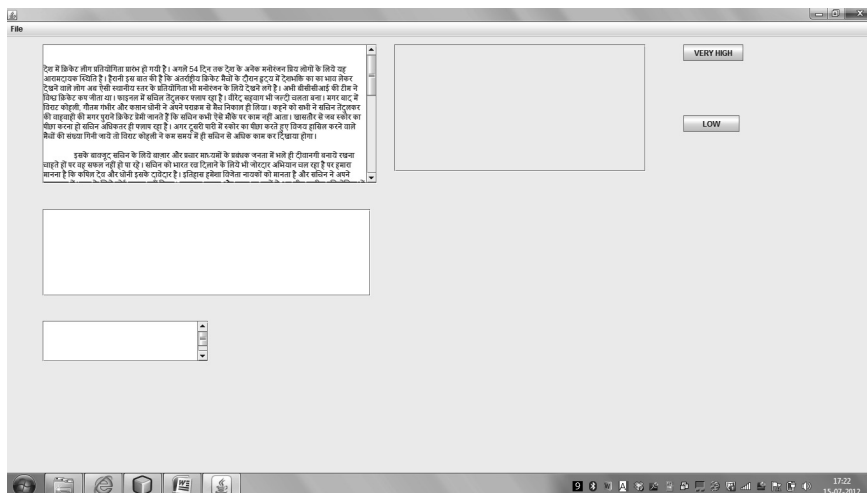 File
देश में क्रिकेट लीग प्रतियोगिता प्रारंभ हो गयी है। अगले 54 दिन तक देश के अनेक मनोरंजन प्रिय लोगों के लिये यह
आरामदायक स्थिति है। हैरानी इस बात की है कि अंतर्राष्ट्रीय क्रिकेट मैचों के दौरान हृदय में देशभक्ति का का भाव लेकर
देखने वाले लोग अब ऐसी स्थानीय स्तर के प्रतियोगिता भी मनोरंजन के लिये देखने लगे है। अभी बीसीसीआई की टीम ने
विश्व क्रिकेट कप जीता था। फाइनल में सचिन तेंदुलकर फ्लाप रहा है। वीरेंद्र सहवाग भी जल्दी चलता बना। मगर बाद में
विराट कोहली, गौतम गंभीर और कप्तान धोनी ने अपने पराक्रम से मैच निकाल ही लिया। कहने को सभी ने सचिन तेंदुलकर
की वाहवाही की मगर पुराने क्रिकेट प्रेमी जानते हैं कि सचिन कभी ऐसे मौके पर काम नहीं आता। खासतौर से जब स्कोर का
पीछा करना हो सचिन अधिकतर ही फ्लाप रहा है। अगर दूसरी पारी में स्कोर का पीछा करते हुए विजय हासिल करने वाले
मैचों की संख्या गिनी जाये तो विराट कोहली ने कम समय में ही सचिन से अधिक काम कर दिखाया होगा।
इसके बावजूद सचिन के लिये बाज़ार और प्रचार माध्यमों के प्रबंधक जनता में भले ही दीवानगी बनाये रखना
चाहते हों पर वह सफल नहीं हो पा रहे। सचिन को भारत रत्न दिलाने के लिये भी जोरदार अभियान चल रहा है पर हमारा
मानना है कि कपिल देव और धोनी इसके दावेदार है। इतिहास हमेशा विजेता नायकों को मानता है और सचिन ने अपने
VERY HIGH
LOW
17:22
15-07-2012